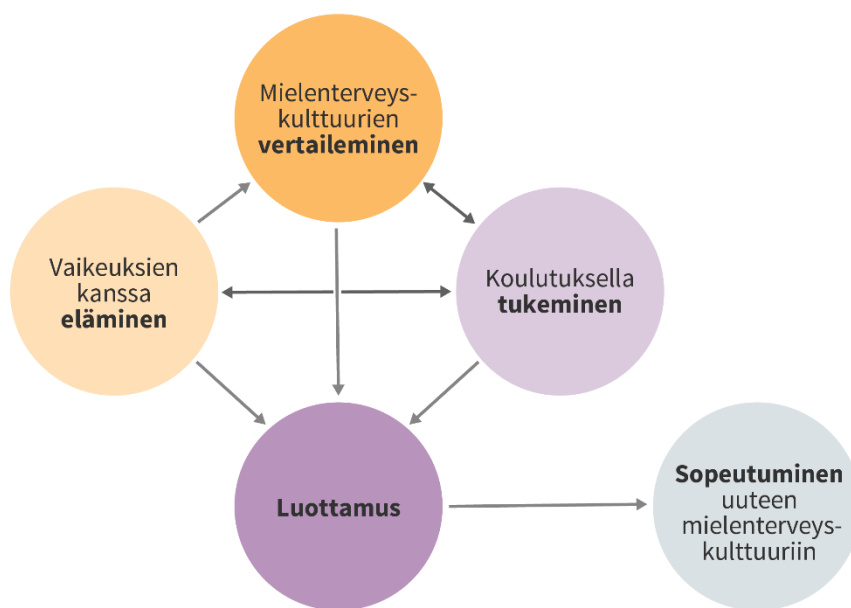 Mielenterveys-
kulttuurien
vertaileminen
Vaikeuksien
kanssa
eläminen
Koulutuksella
tukeminen
Luottamus
Sopeutuminen
uuteen
mielenterveys-
kulttuuriin